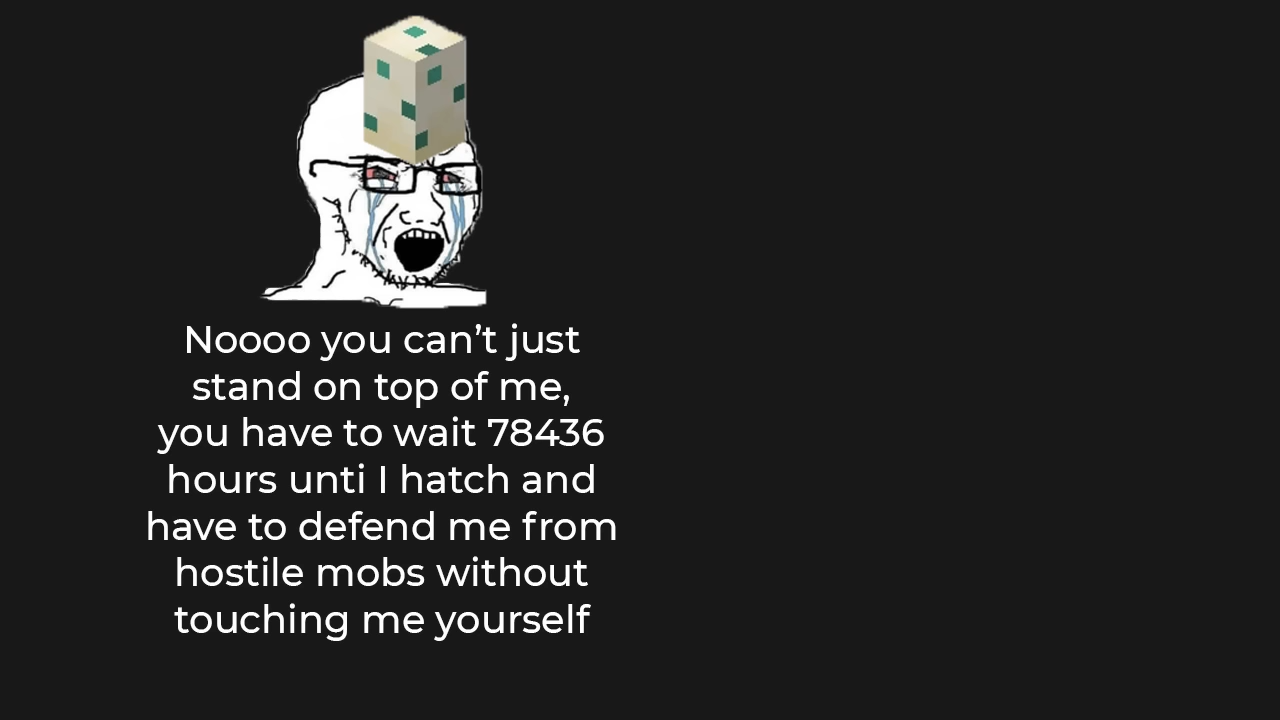 Noooo you can’t just
stand on top of me,
you have to wait 78436
hours unti I hatch and
have to defend me from
hostile mobs without
touching me yourself